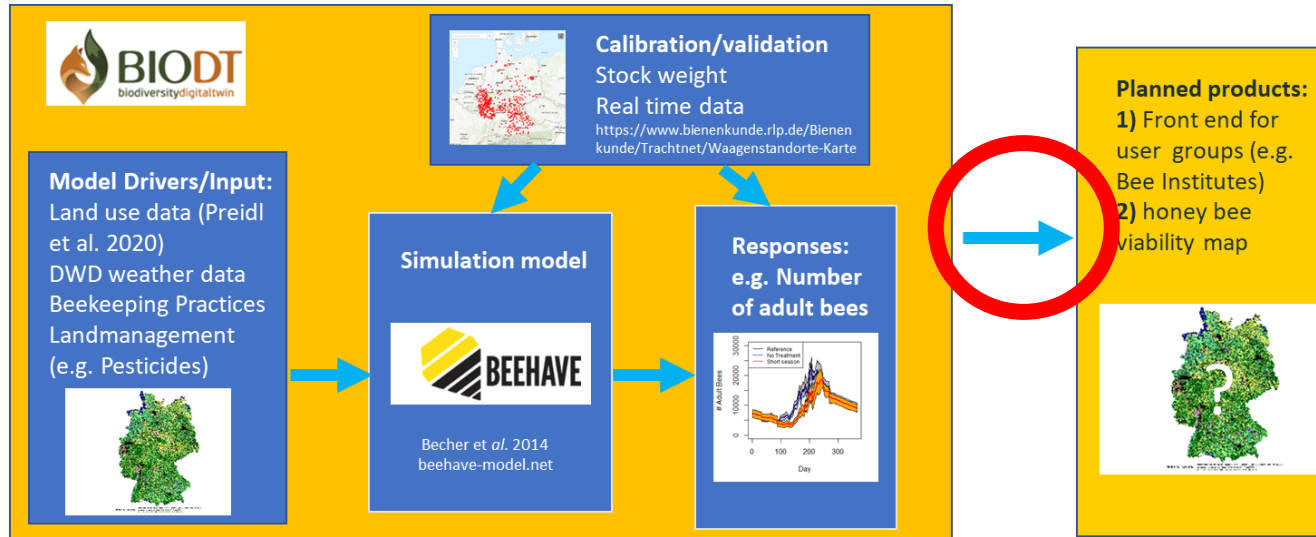 BIODT
biodiversitydigitaltwin
Calibration/validation
Stock weight
Real time data
https://www.bienenkunde.rlp.de/Bienen
kunde/Trachtnet/Waagenstandorte-Karte
Model Drivers/Input:
Land use data (Preidl
et al. 2020)
DWD weather data
Beekeeping Practices
Landmanagement
(e.g. Pesticides)
Simulation model
BEEHAVE
Becher et al. 2014
beehave-model.net
Responses:
e.g. Number
of adult bees
Reference
No Treatment
Short season
# Adult Bees
0 10000 20000 30000
0 100 200 300
Day
Planned products:
1) Front end for
user groups (e.g.
Bee Institutes)
2) honey bee
viability map
?